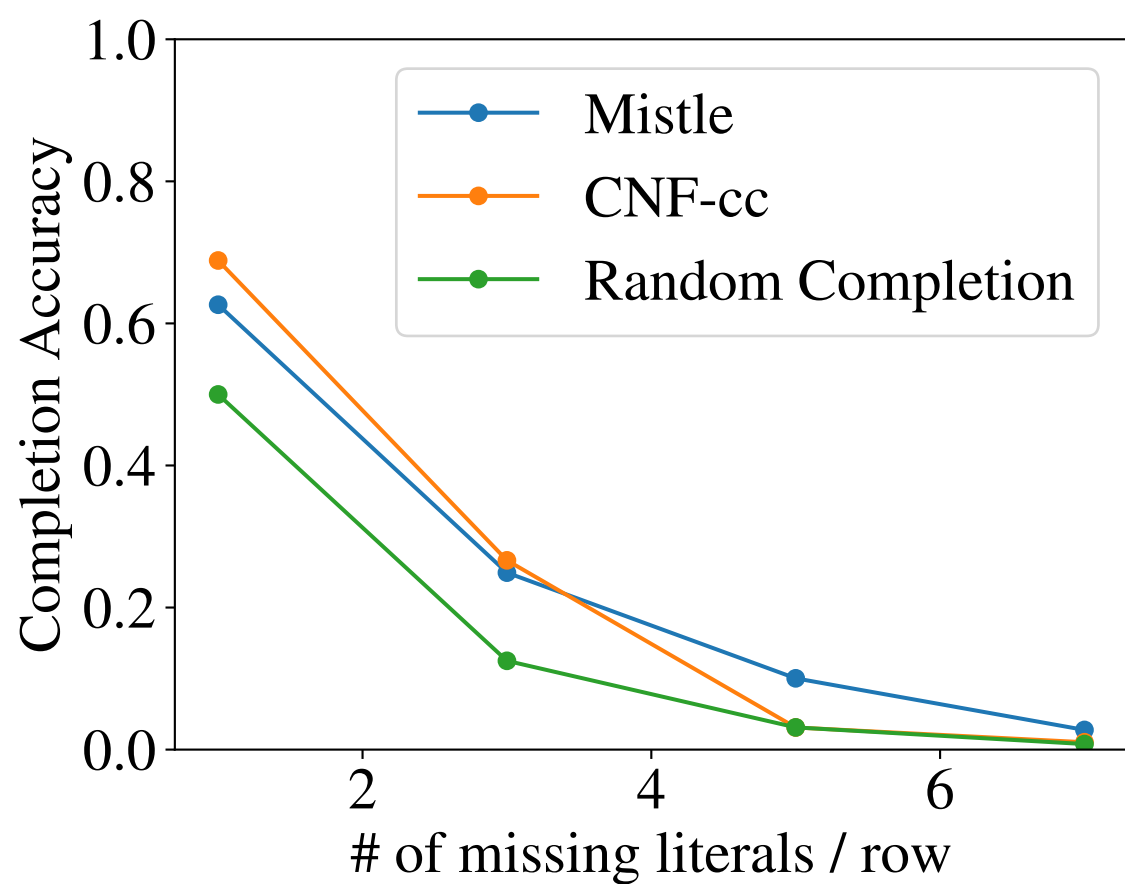 Completion Accuracy
1.0
0.8
0.6
0.4
0.2
0.0
Mistle
CNF-cc
Random Completion
2
4
6
# of missing literals / row